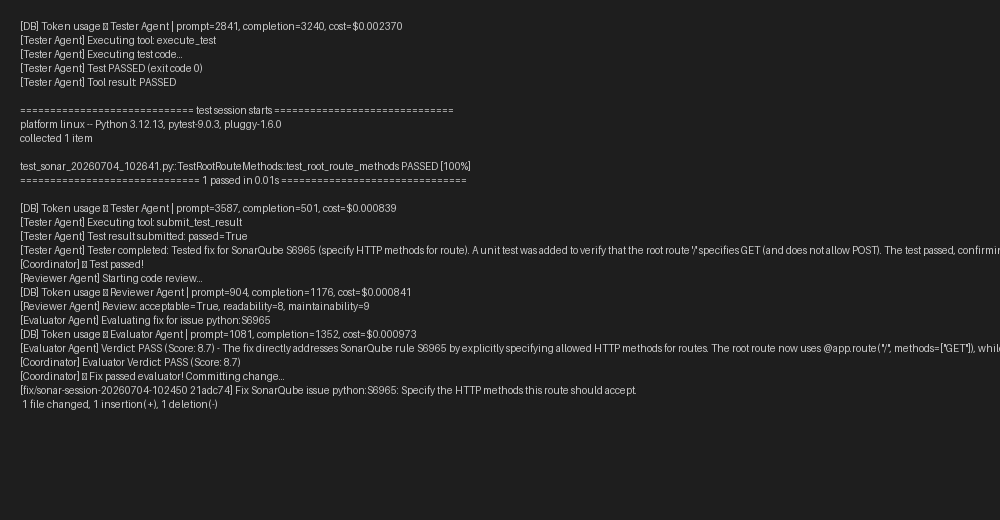 [DB] Token usage ▯ Tester Agent | prompt=2841, completion=3240, cost=$0.002370
[Tester Agent] Executing tool: execute_test
[Tester Agent] Executing test code...
[Tester Agent] Test PASSED (exit code 0)
[Tester Agent] Tool result: PASSED
============================= test session starts ==============================
platform linux -- Python 3.12.13, pytest-9.0.3, pluggy-1.6.0
collected 1 item
test_sonar_20260704_102641.py::TestRootRouteMethods::test_root_route_methods PASSED [100%]
============================== 1 passed in 0.01s ===============================
[DB] Token usage ▯ Tester Agent | prompt=3587, completion=501, cost=$0.000839
[Tester Agent] Executing tool: submit_test_result
[Tester Agent] Test result submitted: passed=True
[Tester Agent] Tester completed: Tested fix for SonarQube S6965 (specify HTTP methods for route). A unit test was added to verify that the root route '/' specifies GET (and does not allow POST). The test passed, confirmin
[Coordinator] ▯ Test passed!
[Reviewer Agent] Starting code review...
[DB] Token usage ▯ Reviewer Agent | prompt=904, completion=1176, cost=$0.000841
[Reviewer Agent] Review: acceptable=True, readability=8, maintainability=9
[Evaluator Agent] Evaluating fix for issue python:S6965
[DB] Token usage ▯ Evaluator Agent | prompt=1081, completion=1352, cost=$0.000973
[Evaluator Agent] Verdict: PASS (Score: 8.7) - The fix directly addresses SonarQube rule S6965 by explicitly specifying allowed HTTP methods for routes. The root route now uses @app.route("/", methods=["GET"]), while
[Coordinator] Evaluator Verdict: PASS (Score: 8.7)
[Coordinator] ▯ Fix passed evaluator! Committing change...
[fix/sonar-session-20260704-102450 21adc74] Fix SonarQube issue python:S6965: Specify the HTTP methods this route should accept.
1 file changed, 1 insertion(+), 1 deletion(-)